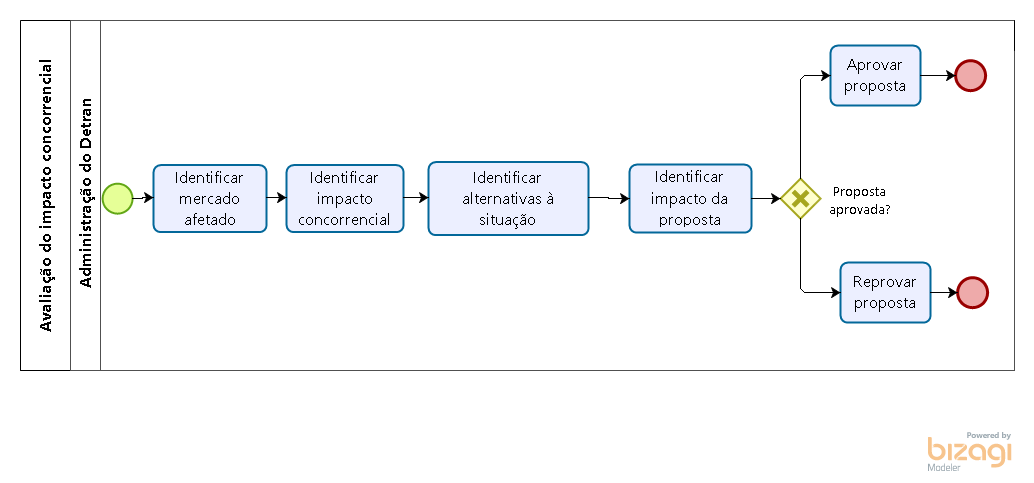 Avaliação do impacto concorrencial
Administração do Detran
Identificar
mercado
afetado
Identificar
impacto
concorrencial
Identificar
alternativas à
situação
Identificar
impacto da
proposta
Proposta
aprovada?
Aprovar
proposta
Reprovar
proposta
Powered by
bizagi
Modeler